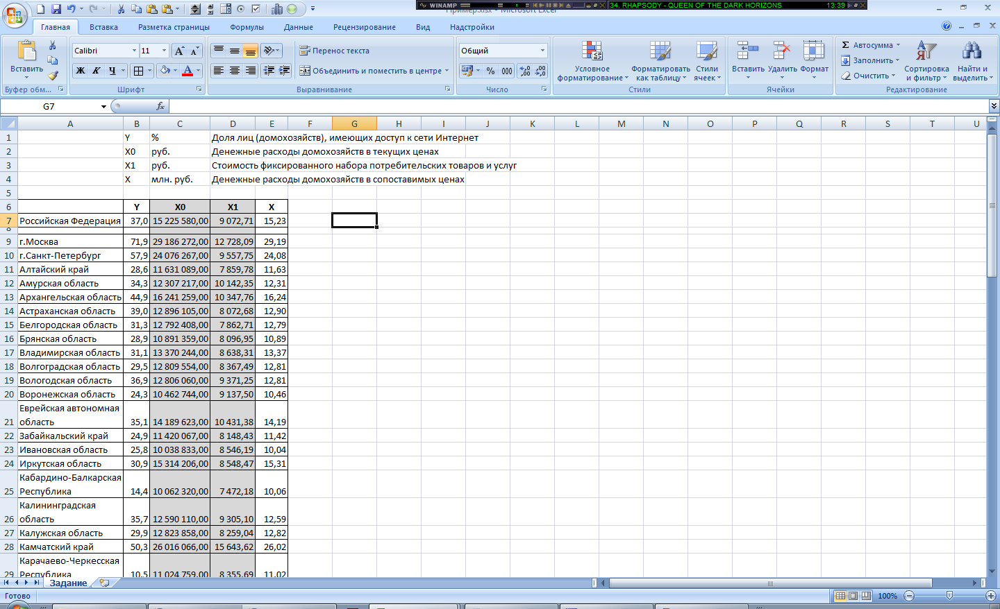 WINAMP
34. RHAPSODY - QUEEN OF THE DARK HORIZONS 13:39
Пример.xlsx - Microsoft Excel
Главная Вставка Разметка страницы Формулы Данные Рецензирование Вид Надстройки
Вставить
Буфер обм...
Calibri 11
Ж К Ч
Шрифт
Перенос текста
Объединить и поместить в центре
Выравнивание
Общий
% 000
Число
Условное форматирование
Форматировать как таблицу
Стили ячеек
Стили
Вставить Удалить Формат
Ячейки
Σ Автосумма
Заполнить
Очистить
Сортировка и фильтр
Найти и выделить
Редактирование
G7 fx
A B C D E F G H I J K L M N O P Q R S T U
1 Y % Доля лиц (домохозяйств), имеющих доступ к сети Интернет
2 X0 руб. Денежные расходы домохозяйств в текущих ценах
3 X1 руб. Стоимость фиксированного набора потребительских товаров и услуг
4 X млн. руб. Денежные расходы домохозяйств в сопоставимых ценах
5
6 Y X0 X1 X
7 Российская Федерация 37,0 15 225 580,00 9 072,71 15,23
8
9 г.Москва 71,9 29 186 272,00 12 728,09 29,19
10 г.Санкт-Петербург 57,9 24 076 267,00 9 557,75 24,08
11 Алтайский край 28,6 11 631 089,00 7 859,78 11,63
12 Амурская область 34,3 12 307 217,00 10 142,35 12,31
13 Архангельская область 44,9 16 241 259,00 10 347,76 16,24
14 Астраханская область 39,0 12 896 105,00 8 072,68 12,90
15 Белгородская область 31,3 12 792 408,00 7 862,71 12,79
16 Брянская область 28,9 10 891 359,00 8 096,95 10,89
17 Владимирская область 31,1 13 370 244,00 8 638,31 13,37
18 Волгоградская область 29,5 12 809 554,00 8 367,49 12,81
19 Вологодская область 36,9 12 806 060,00 9 371,25 12,81
20 Воронежская область 24,3 10 462 744,00 9 137,50 10,46
Еврейская автономная
21 область 35,1 14 189 623,00 10 431,38 14,19
22 Забайкальский край 24,9 11 420 067,00 8 148,43 11,42
23 Ивановская область 25,8 10 038 833,00 8 546,19 10,04
24 Иркутская область 30,9 15 314 206,00 8 548,47 15,31
Кабардино-Балкарская
25 Республика 14,4 10 062 320,00 7 472,18 10,06
Калининградская
26 область 35,7 12 590 110,00 9 305,10 12,59
27 Калужская область 29,9 12 823 858,00 8 259,04 12,82
28 Камчатский край 50,3 26 016 066,00 15 643,62 26,02
Карачаево-Черкесская
29 Республика 10,5 11 024 759,00 8 355,69 11,02
Задание
Готово 100%